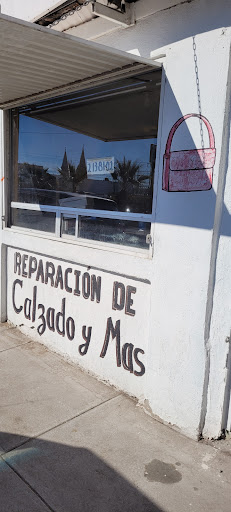 REPARACIÓN DE
Calzado y Mas